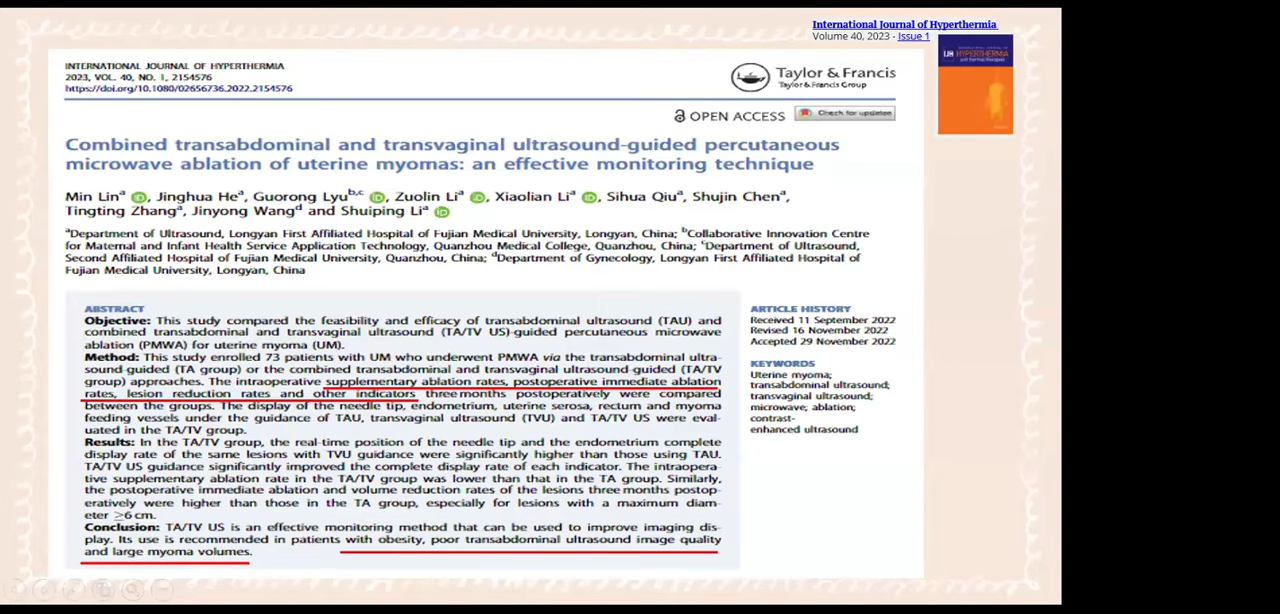 International Journal of Hyperthermia
Volume 40, 2023 - Issue 1
INTERNATIONAL JOURNAL OF HYPERTHERMIA
2023, VOL. 40, NO. 1, 2154576
https://doi.org/10.1080/02656736.2022.2154576
Taylor & Francis
Taylor & Francis Group
OPEN ACCESS
Check for updates
Combined transabdominal and transvaginal ultrasound-guided percutaneous
microwave ablation of uterine myomas: an effective monitoring technique
Min Linª, Jinghua Heª, Guorong Lyuᵇ,ᶜ, Zuolin Liª, Xiaolian Liª, Sihua Qiuª, Shujin Chenª,
Tingting Zhangª, Jinyong Wangᵈ and Shuiping Liª
ªDepartment of Ultrasound, Longyan First Affiliated Hospital of Fujian Medical University, Longyan, China; ᵇCollaborative Innovation Centre
for Maternal and Infant Health Service Application Technology, Quanzhou Medical College, Quanzhou, China; ᶜDepartment of Ultrasound,
Second Affiliated Hospital of Fujian Medical University, Quanzhou, China; ᵈDepartment of Gynecology, Longyan First Affiliated Hospital of
Fujian Medical University, Longyan, China
ABSTRACT
Objective: This study compared the feasibility and efficacy of transabdominal ultrasound (TAU) and
combined transabdominal and transvaginal ultrasound (TA/TV US)-guided percutaneous microwave
ablation (PMWA) for uterine myoma (UM).
Method: This study enrolled 73 patients with UM who underwent PMWA via the transabdominal ultra-
sound-guided (TA group) or the combined transabdominal and transvaginal ultrasound-guided (TA/TV
group) approaches. The intraoperative supplementary ablation rates, postoperative immediate ablation
rates, lesion reduction rates and other indicators three months postoperatively were compared
between the groups. The display of the needle tip, endometrium, uterine serosa, rectum and myoma
feeding vessels under the guidance of TAU, transvaginal ultrasound (TVU) and TA/TV US were eval-
uated in the TA/TV group.
Results: In the TA/TV group, the real-time position of the needle tip and the endometrium complete
display rate of the same lesions with TVU guidance were significantly higher than those using TAU.
TA/TV US guidance significantly improved the complete display rate of each indicator. The intraopera-
tive supplementary ablation rate in the TA/TV group was lower than that in the TA group. Similarly,
the postoperative immediate ablation and volume reduction rates of the lesions three months postop-
eratively were higher than those in the TA group, especially for lesions with a maximum diam-
eter ≥6 cm.
Conclusion: TA/TV US is an effective monitoring method that can be used to improve imaging dis-
play. Its use is recommended in patients with obesity, poor transabdominal ultrasound image quality
and large myoma volumes.
ARTICLE HISTORY
Received 11 September 2022
Revised 16 November 2022
Accepted 29 November 2022
KEYWORDS
Uterine myoma;
transabdominal ultrasound;
transvaginal ultrasound;
microwave; ablation;
contrast-
enhanced ultrasound